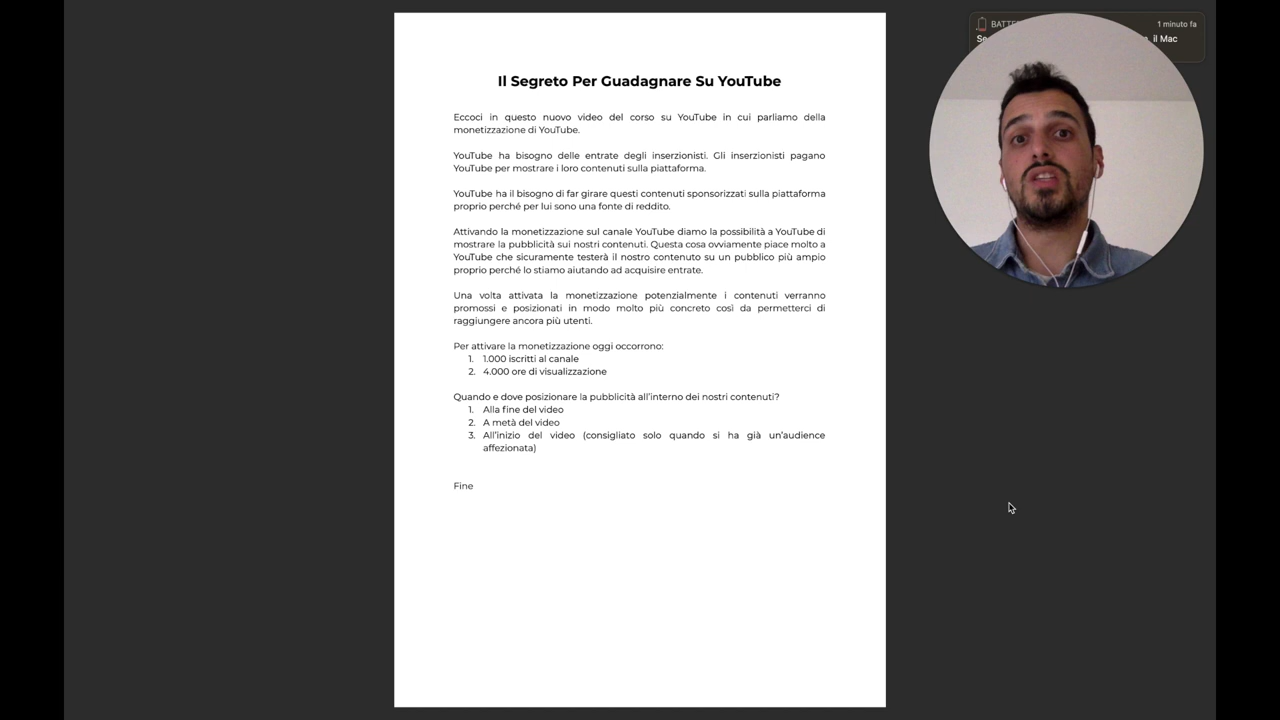 Il Segreto Per Guadagnare Su YouTube
Eccoci in questo nuovo video del corso su YouTube in cui parliamo della
monetizzazione di YouTube.
YouTube ha bisogno delle entrate degli inserzionisti. Gli inserzionisti pagano
YouTube per mostrare i loro contenuti sulla piattaforma.
YouTube ha il bisogno di far girare questi contenuti sponsorizzati sulla piattaforma
proprio perché per lui sono una fonte di reddito.
Attivando la monetizzazione sul canale YouTube diamo la possibilità a YouTube di
mostrare la pubblicità sui nostri contenuti. Questa cosa ovviamente piace molto a
YouTube che sicuramente testerà il nostro contenuto su un pubblico più ampio
proprio perché lo stiamo aiutando ad acquisire entrate.
Una volta attivata la monetizzazione potenzialmente i contenuti verranno
promossi e posizionati in modo molto più concreto così da permetterci di
raggiungere ancora più utenti.
Per attivare la monetizzazione oggi occorrono:
1. 1.000 iscritti al canale
2. 4.000 ore di visualizzazione
Quando e dove posizionare la pubblicità all'interno dei nostri contenuti?
1. Alla fine del video
2. A metà del video
3. All'inizio del video (consigliato solo quando si ha già un'audience
affezionata)
Fine
1 minuto fa
il Mac